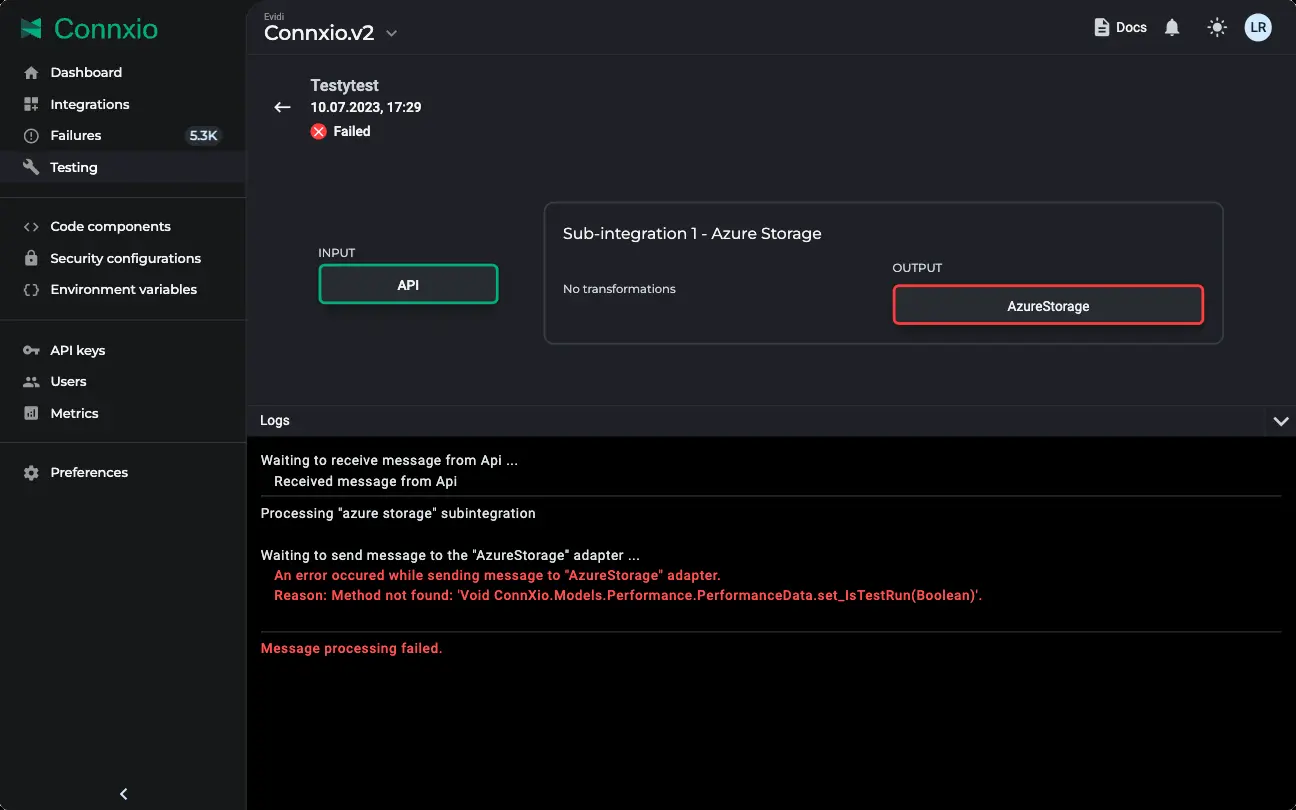 Connxio
Evidi
Connxio.v2
Docs
LR
Dashboard
Integrations
Failures 5.3K
Testing
Code components
Security configurations
Environment variables
API keys
Users
Metrics
Preferences
Testytest
10.07.2023, 17:29
Failed
INPUT
API
Sub-integration 1 - Azure Storage
No transformations
OUTPUT
AzureStorage
Logs
Waiting to receive message from Api ...
Received message from Api
Processing "azure storage" subintegration
Waiting to send message to the "AzureStorage" adapter ...
An error occured while sending message to "AzureStorage" adapter.
Reason: Method not found: 'Void ConnXio.Models.Performance.PerformanceData.set_IsTestRun(Boolean)'.
Message processing failed.